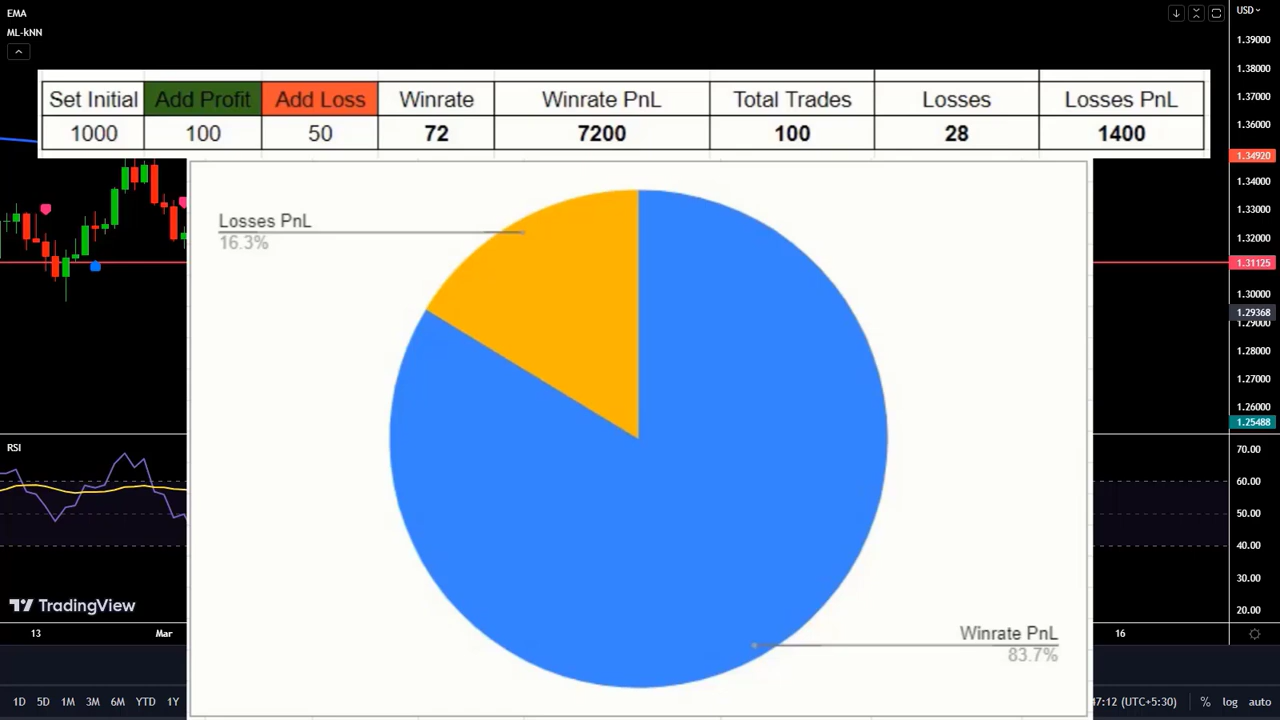 EMA
ML-kNN
USD
1.39000
1.38000
1.37000
1.36000
1.34920
1.34000
1.33000
1.32000
1.31125
1.30000
1.29368
1.29000
1.28000
1.27000
1.26000
1.25488
Set Initial Add Profit Add Loss Winrate Winrate PnL Total Trades Losses Losses PnL
1000 100 50 72 7200 100 28 1400
Losses PnL
16.3%
Winrate PnL
83.7%
RSI
70.00
60.00
50.00
40.00
30.00
20.00
TradingView
13 Mar 16
1D 5D 1M 3M 6M YTD 1Y 47:12 (UTC+5:30) % log auto